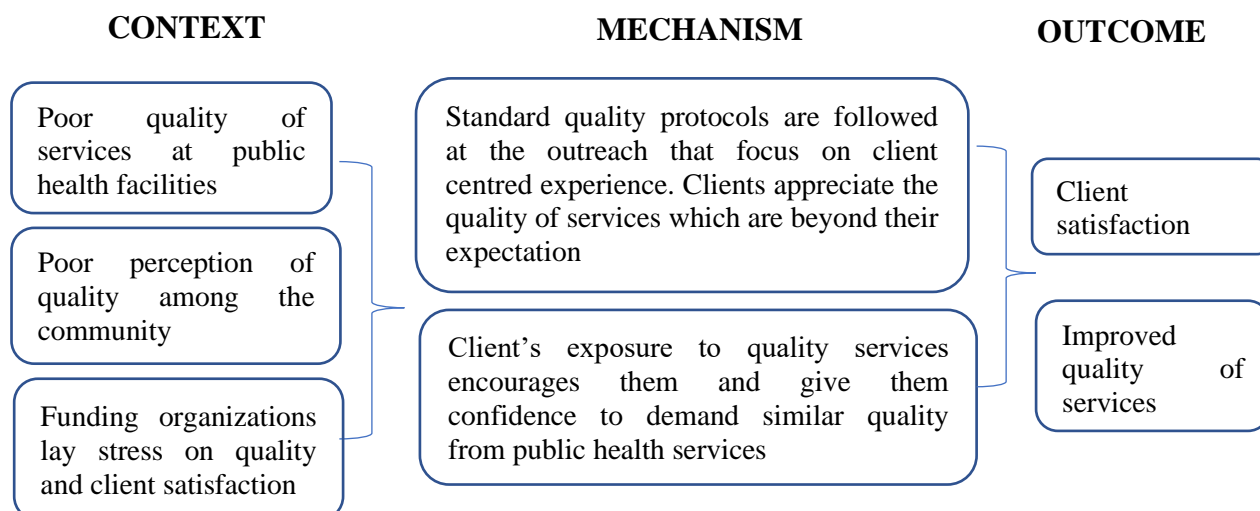 CONTEXT
MECHANISM
OUTCOME
Poor quality of
services at public
health facilities
Poor perception of
quality among the
community
Funding organizations
lay stress on quality
and client satisfaction
Standard quality protocols are followed
at the outreach that focus on client
centred experience. Clients appreciate the
quality of services which are beyond their
expectation
Client’s exposure to quality services
encourages them and give them
confidence to demand similar quality
from public health services
Client
satisfaction
Improved
quality of
services